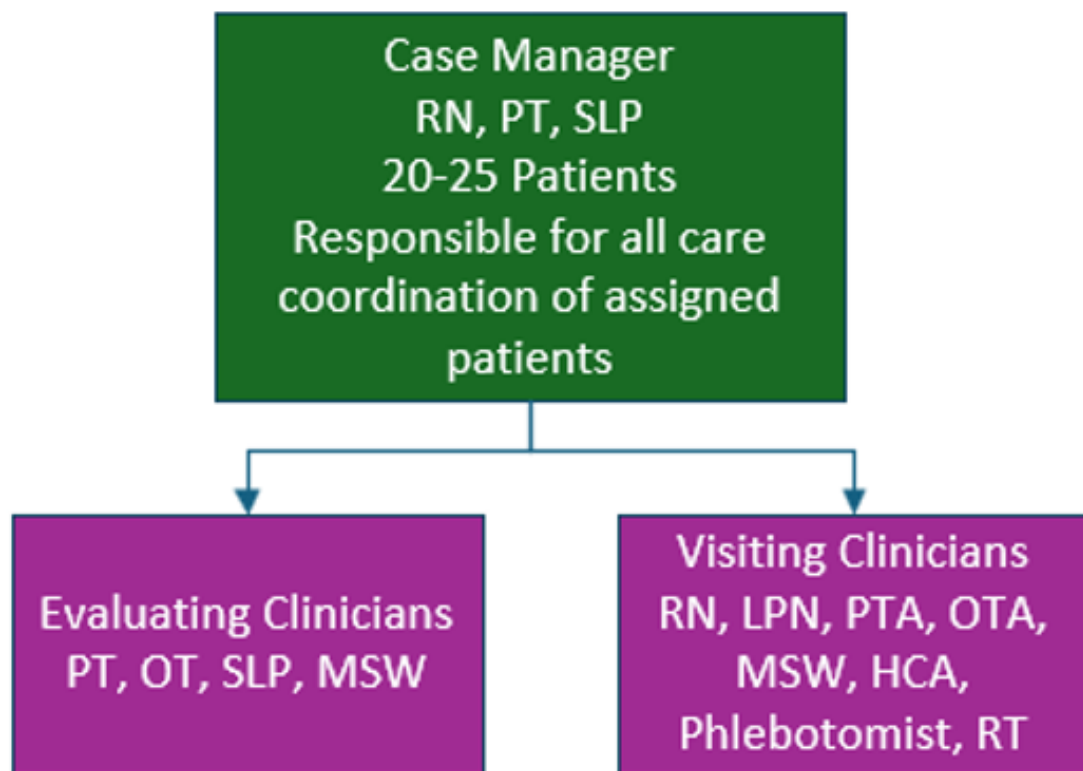 Case Manager
RN, PT, SLP
20-25 Patients
Responsible for all care
coordination of assigned
patients
Evaluating Clinicians
PT, OT, SLP, MSW
Visiting Clinicians
RN, LPN, PTA, OTA,
MSW, HCA,
Phlebotomist, RT